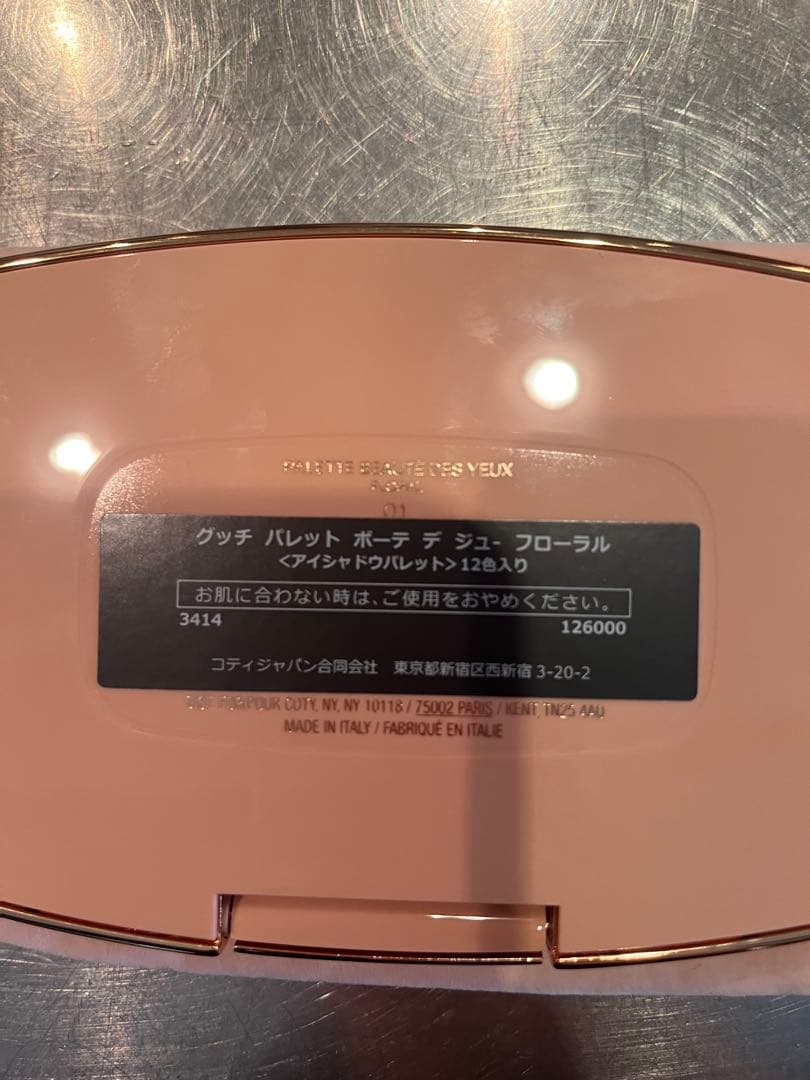 PALETTE BEAUTÉ DES YEUX
01
グッチ パレット ボーテ デ ジュ- フローラル
<アイシャドウパレット>12色入り
お肌に合わない時は、ご使用をおやめください。
3414 126000
コティジャパン合同会社 東京都新宿区西新宿3-20-2
POUR COTY, NY, NY 10118 / 75002 PARIS / KENT, TN25 4AQ
MADE IN ITALY / FABRIQUÉ EN ITALIE